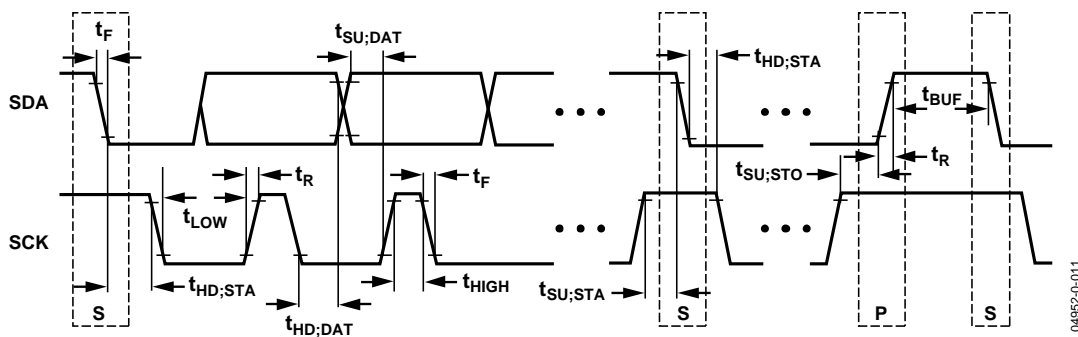 tF
tSU;DAT
tHD;STA
SDA
tBUF
tR
tF
tSU;STO
tR
tLOW
SCK
tHD;STA
tHIGH
tSU;STA
tHD;DAT
S
S
P
S
04952-0-011